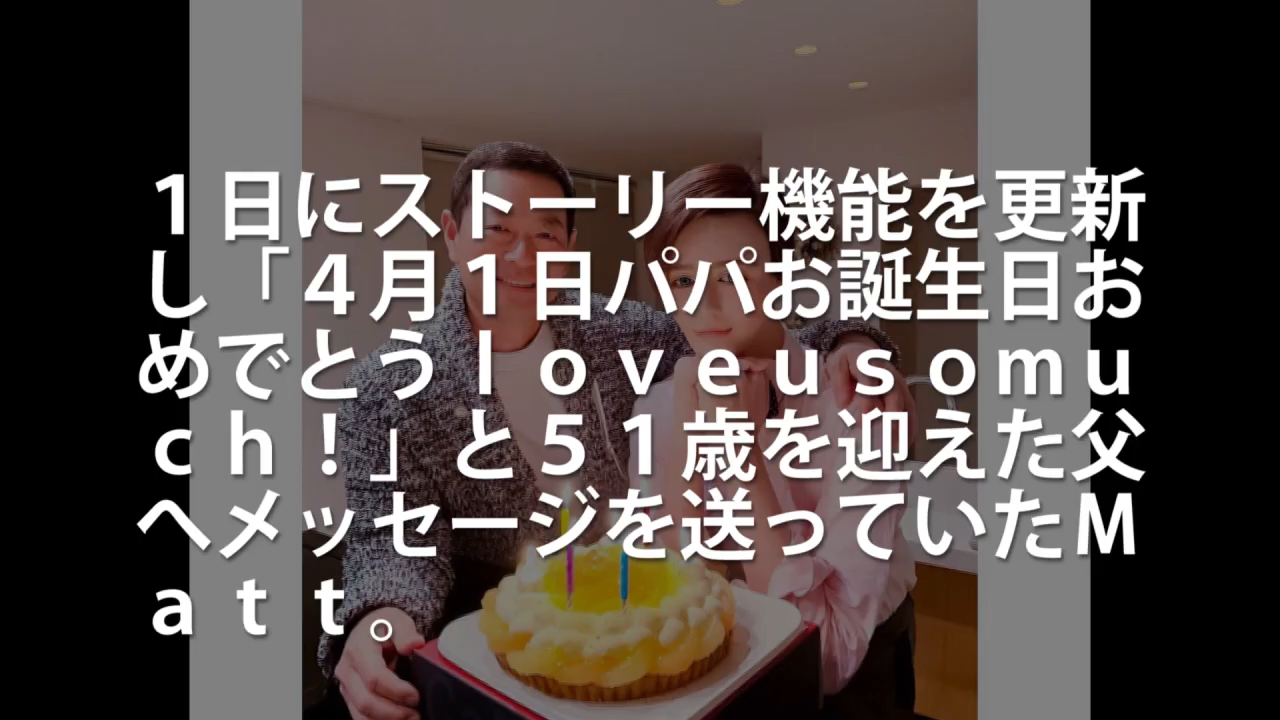 １日にストーリー機能を更新
し「４月１日パパお誕生日お
めでとうｌｏｖｅｕｓｏｍｕ
ｃｈ！」と５１歳を迎えた父
へメッセージを送っていたＭ
ａｔｔ。